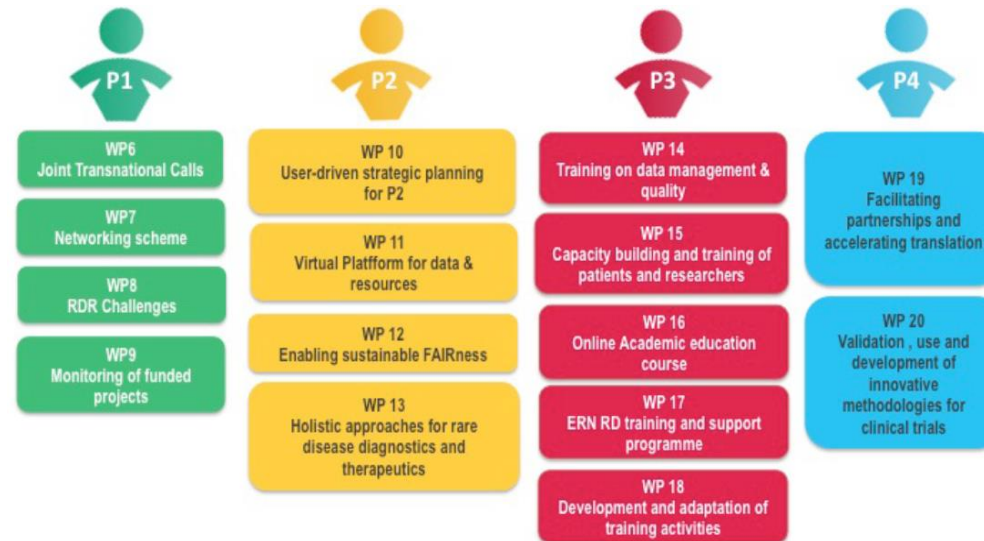 P1
WP6
Joint Transnational Calls
WP7
Networking scheme
WP8
RDR Challenges
WP9
Monitoring of funded
projects
P2
WP 10
User-driven strategic planning
for P2
WP 11
Virtual Platfform for data &
resources
WP 12
Enabling sustainable FAIRness
WP 13
Holistic approaches for rare
disease diagnostics and
therapeutics
P3
WP 14
Training on data management &
quality
WP 15
Capacity building and training of
patients and researchers
WP 16
Online Academic education
course
WP 17
ERN RD training and support
programme
WP 18
Development and adaptation of
training activities
P4
WP 19
Facilitating
partnerships and
accelerating translation
WP 20
Validation , use and
development of
innovative
methodologies for
clinical trials